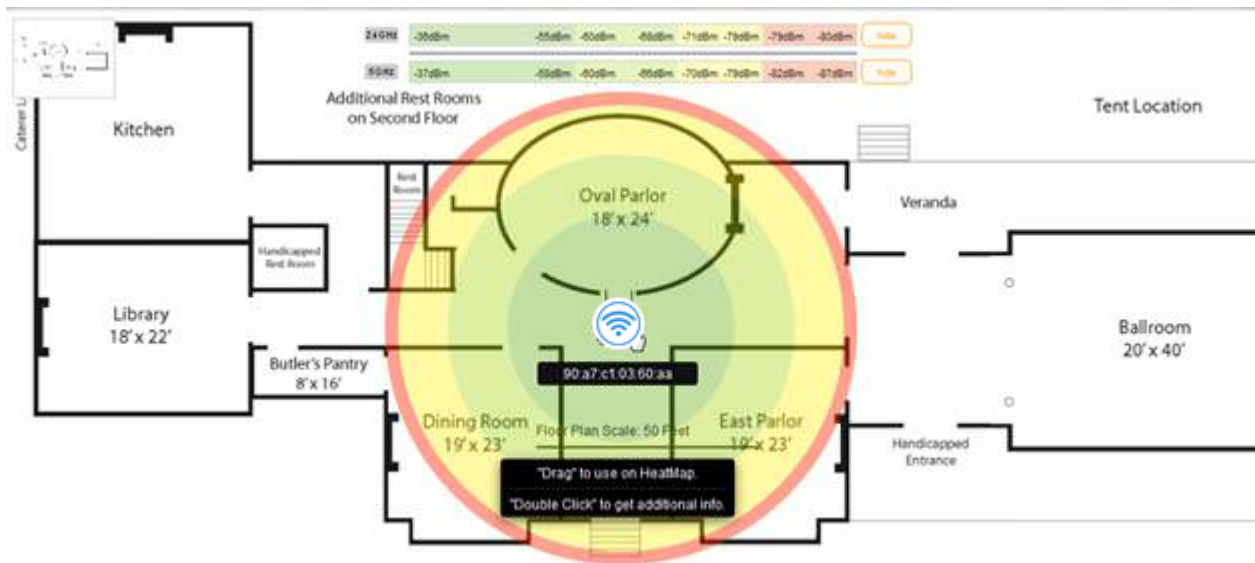 2.4GHz -36dBm -55dBm -60dBm -68dBm -71dBm -79dBm -79dBm -83dBm
5GHz -37dBm -59dBm -60dBm -66dBm -70dBm -79dBm -82dBm -87dBm
Additional Rest Rooms
on Second Floor
Tent Location
Kitchen
Rest
Room
Oval Parlor
18' x 24'
Veranda
Handicapped
Rest Room
Library
18' x 22'
Ballroom
20' x 40'
Butler's Pantry
8' x 16'
90:a7:c1:03:60:aa
Dining Room
19' x 23'
East Parlor
19' x 23'
Floor Plan Scale: 50 Feet
Handicapped
Entrance
"Drag" to use on HeatMap.
"Double Click" to get additional info.
Caterer